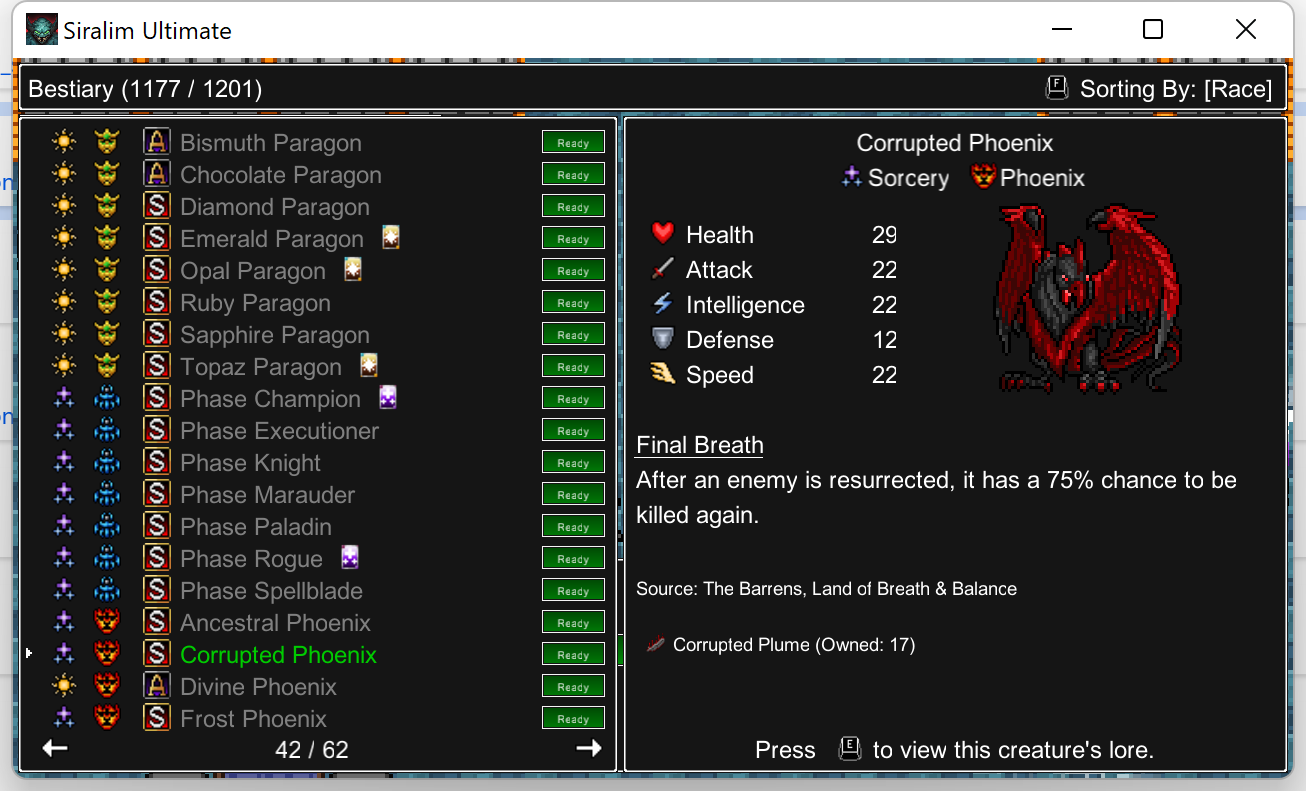 Siralim Ultimate
Bestiary (1177 / 1201)
F Sorting By: [Race]
A Bismuth Paragon Ready
A Chocolate Paragon Ready
S Diamond Paragon Ready
S Emerald Paragon Ready
S Opal Paragon Ready
S Ruby Paragon Ready
S Sapphire Paragon Ready
S Topaz Paragon Ready
S Phase Champion Ready
S Phase Executioner Ready
S Phase Knight Ready
S Phase Marauder Ready
S Phase Paladin Ready
S Phase Rogue Ready
S Phase Spellblade Ready
S Ancestral Phoenix Ready
S Corrupted Phoenix Ready
A Divine Phoenix Ready
S Frost Phoenix Ready
42 / 62
Corrupted Phoenix
Sorcery Phoenix
Health 29
Attack 22
Intelligence 22
Defense 12
Speed 22
Final Breath
After an enemy is resurrected, it has a 75% chance to be
killed again.
Source: The Barrens, Land of Breath & Balance
Corrupted Plume (Owned: 17)
Press E to view this creature's lore.